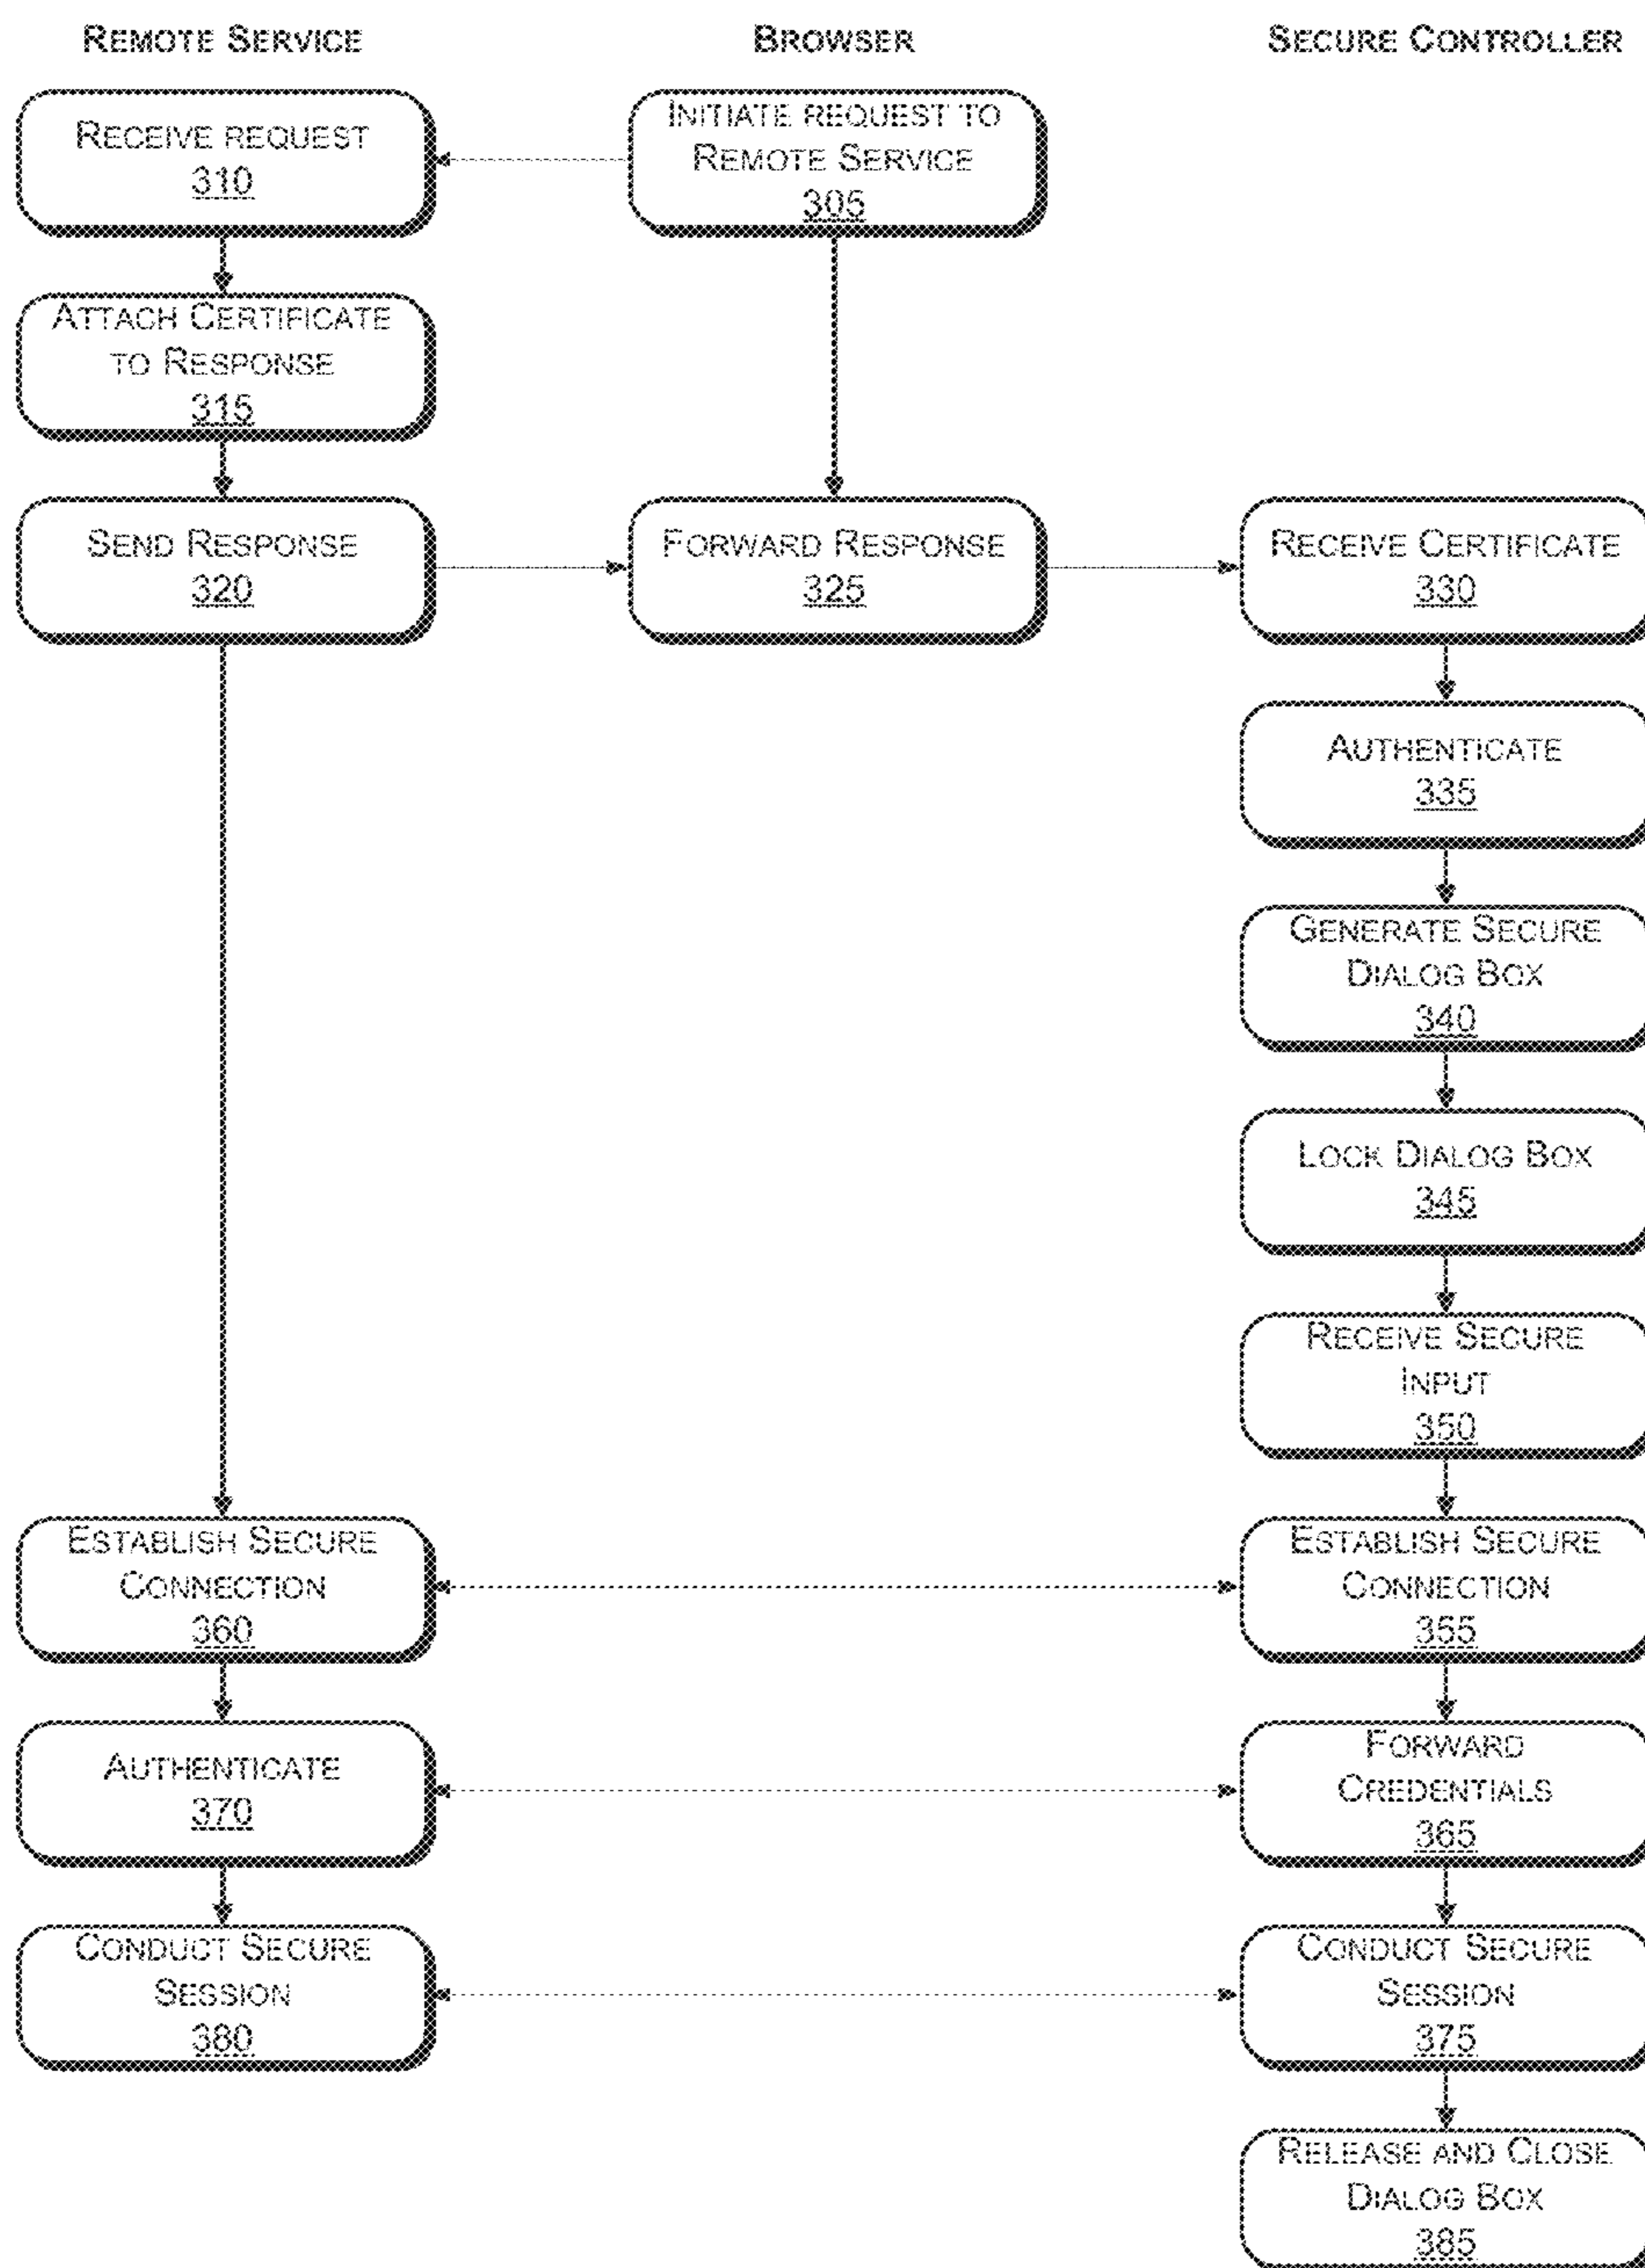 REMOTE SERVICE
BROWSER
SECURE CONTROLLER
RECEIVE REQUEST
310
INITIATE REQUEST TO
REMOTE SERVICE
305
ATTACH CERTIFICATE
TO RESPONSE
315
SEND RESPONSE
320
FORWARD RESPONSE
325
RECEIVE CERTIFICATE
330
AUTHENTICATE
335
GENERATE SECURE
DIALOG BOX
340
LOCK DIALOG BOX
345
RECEIVE SECURE
INPUT
350
ESTABLISH SECURE
CONNECTION
360
ESTABLISH SECURE
CONNECTION
355
AUTHENTICATE
370
FORWARD
CREDENTIALS
365
CONDUCT SECURE
SESSION
380
CONDUCT SECURE
SESSION
375
RELEASE AND CLOSE
DIALOG BOX
385